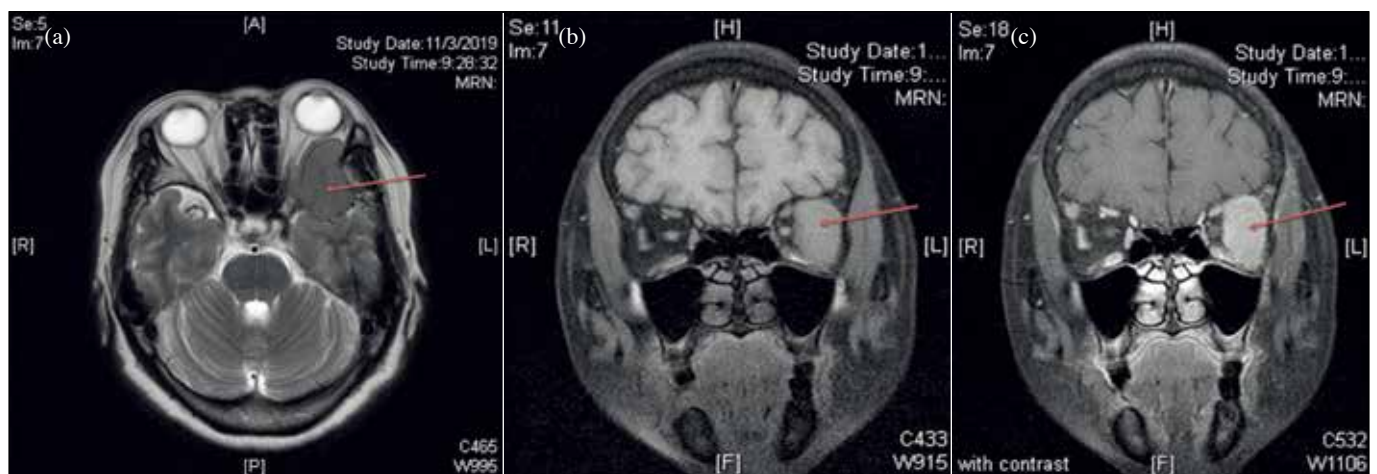 Se:5
Im:7
(a)
[A]
Study Date:11/3/2019
Study Time:9:28:32
MRN:
[R]
[L]
[P]
C465
W995
Se:11
Im:7
(b)
[H]
Study Date:1...
Study Time:9:...
MRN:
[R]
[L]
[F]
C433
W915
Se:18
Im:7
(c)
[H]
Study Date:1...
Study Time:9:...
MRN:
[R]
[L]
with contrast
[F]
C532
W1106